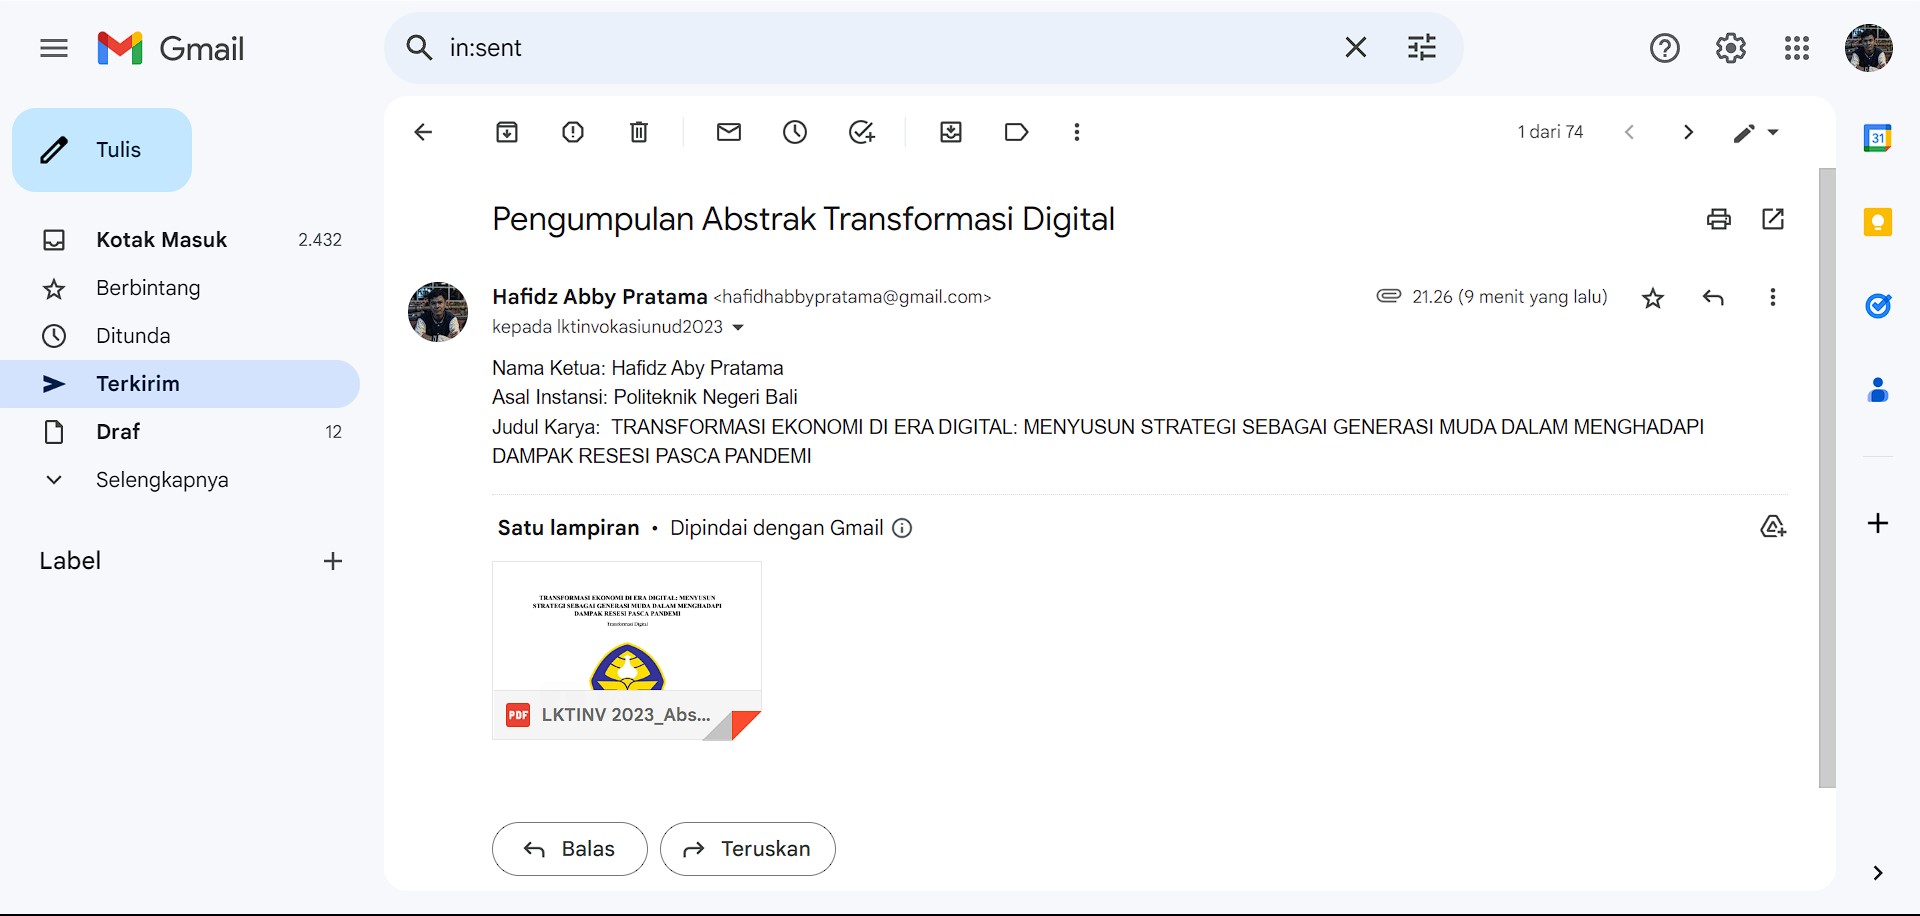 Gmail
in:sent
Tulis
1 dari 74
31
Kotak Masuk 2.432
Berbintang
Ditunda
Terkirim
Draf 12
Selengkapnya
Label
Pengumpulan Abstrak Transformasi Digital
Hafidz Abby Pratama <hafidhabbypratama@gmail.com>
21.26 (9 menit yang lalu)
kepada lktinvokasiunud2023
Nama Ketua: Hafidz Aby Pratama
Asal Instansi: Politeknik Negeri Bali
Judul Karya:  TRANSFORMASI EKONOMI DI ERA DIGITAL: MENYUSUN STRATEGI SEBAGAI GENERASI MUDA DALAM MENGHADAPI
DAMPAK RESESI PASCA PANDEMI
Satu lampiran • Dipindai dengan Gmail
TRANSFORMASI EKONOMI DI ERA DIGITAL: MENYUSUN
STRATEGI SEBAGAI GENERASI MUDA DALAM MENGHADAPI
DAMPAK RESESI PASCA PANDEMI
Transformasi Digital
PDF LKTINV 2023_Abs...
Balas
Teruskan